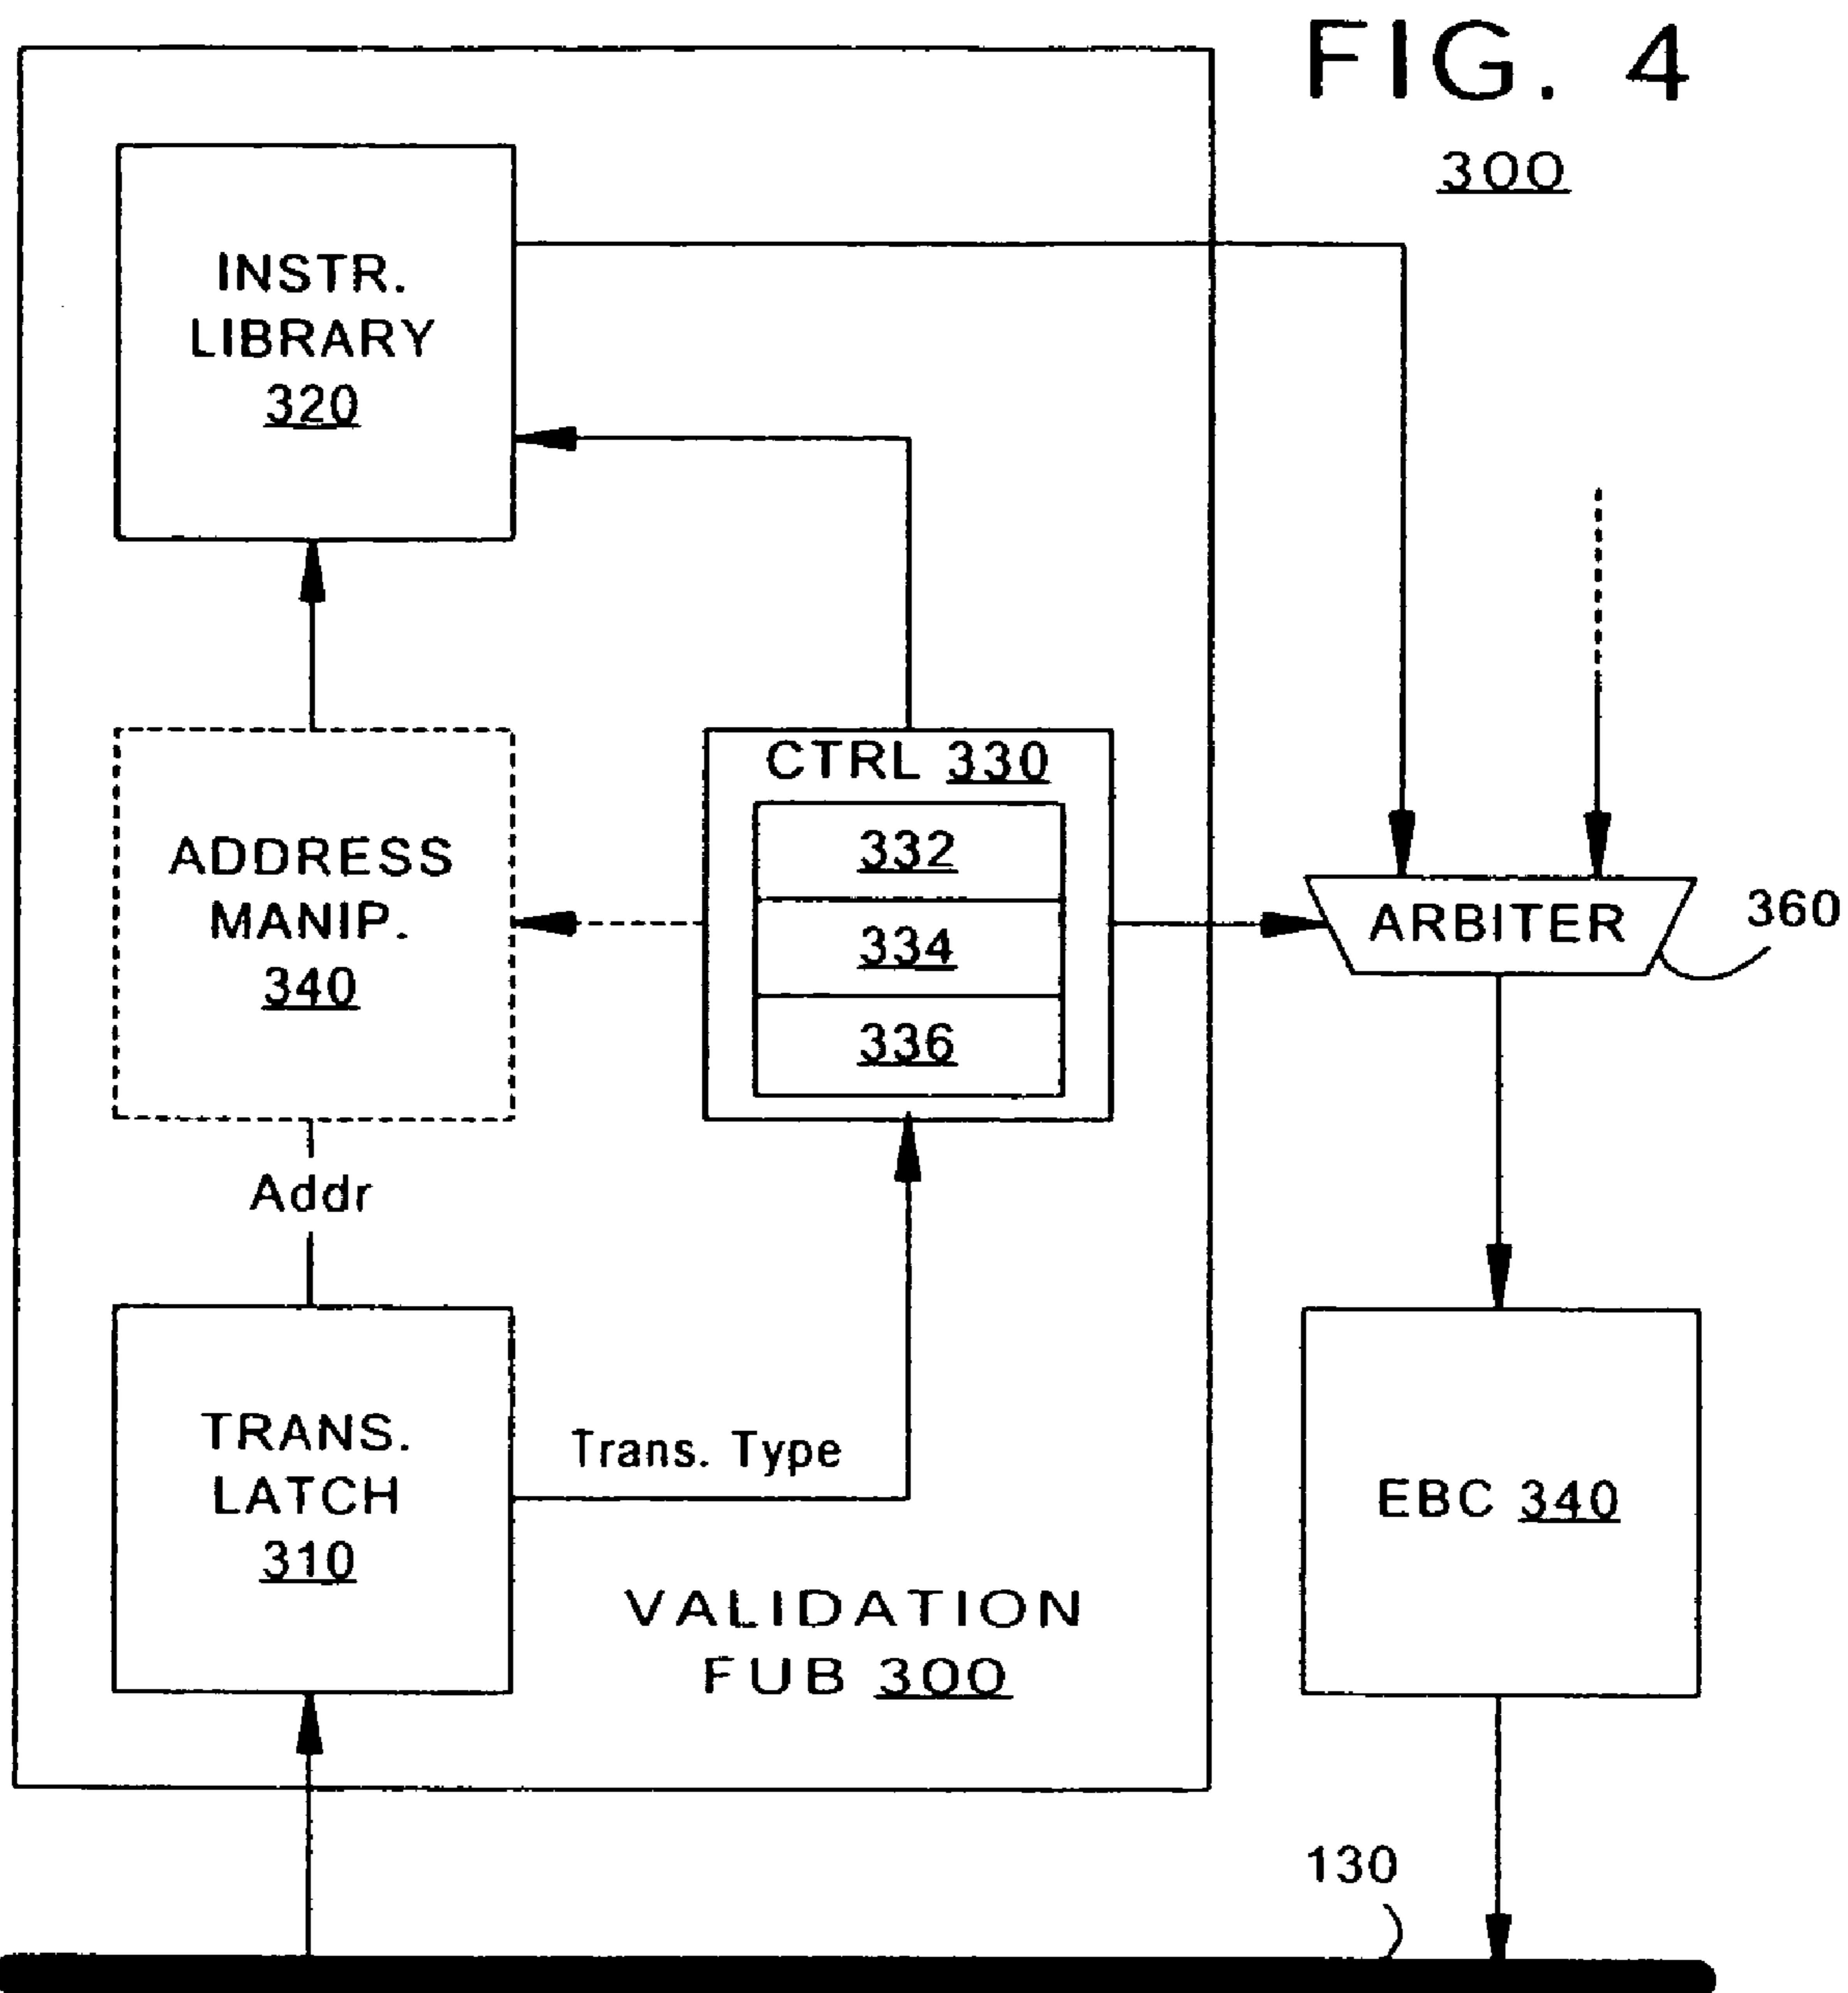 FIG. 4
300
INSTR.
LIBRARY
320
CTRL 330
332
334
336
ADDRESS
MANIP.
340
ARBITER
360
Addr
TRANS.
LATCH
310
Trans. Type
EBC 340
VALIDATION
FUB 300
130